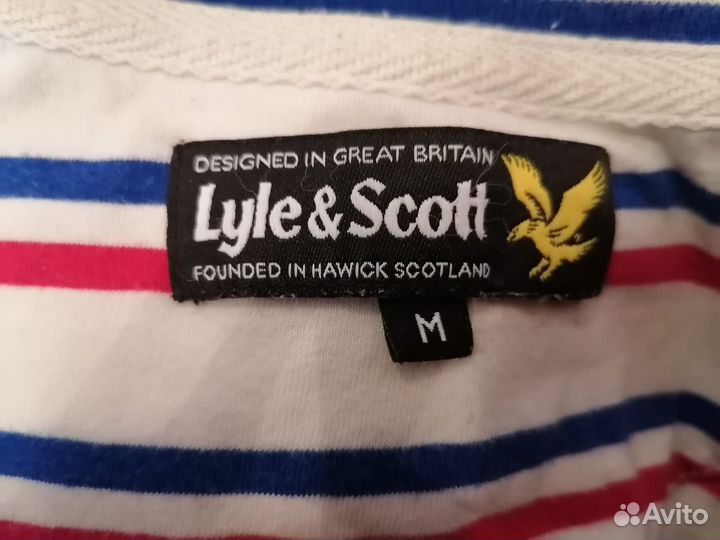 DESIGNED IN GREAT BRITAIN
Lyle & Scott
FOUNDED IN HAWICK SCOTLAND
M
Avito